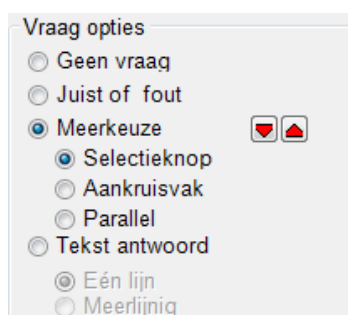 Vraag opties
Geen vraag
Juist of fout
Meerkeuze
Selectieknop
Aankruisvak
Parallel
Tekst antwoord
Eén lijn
Meerlijnig